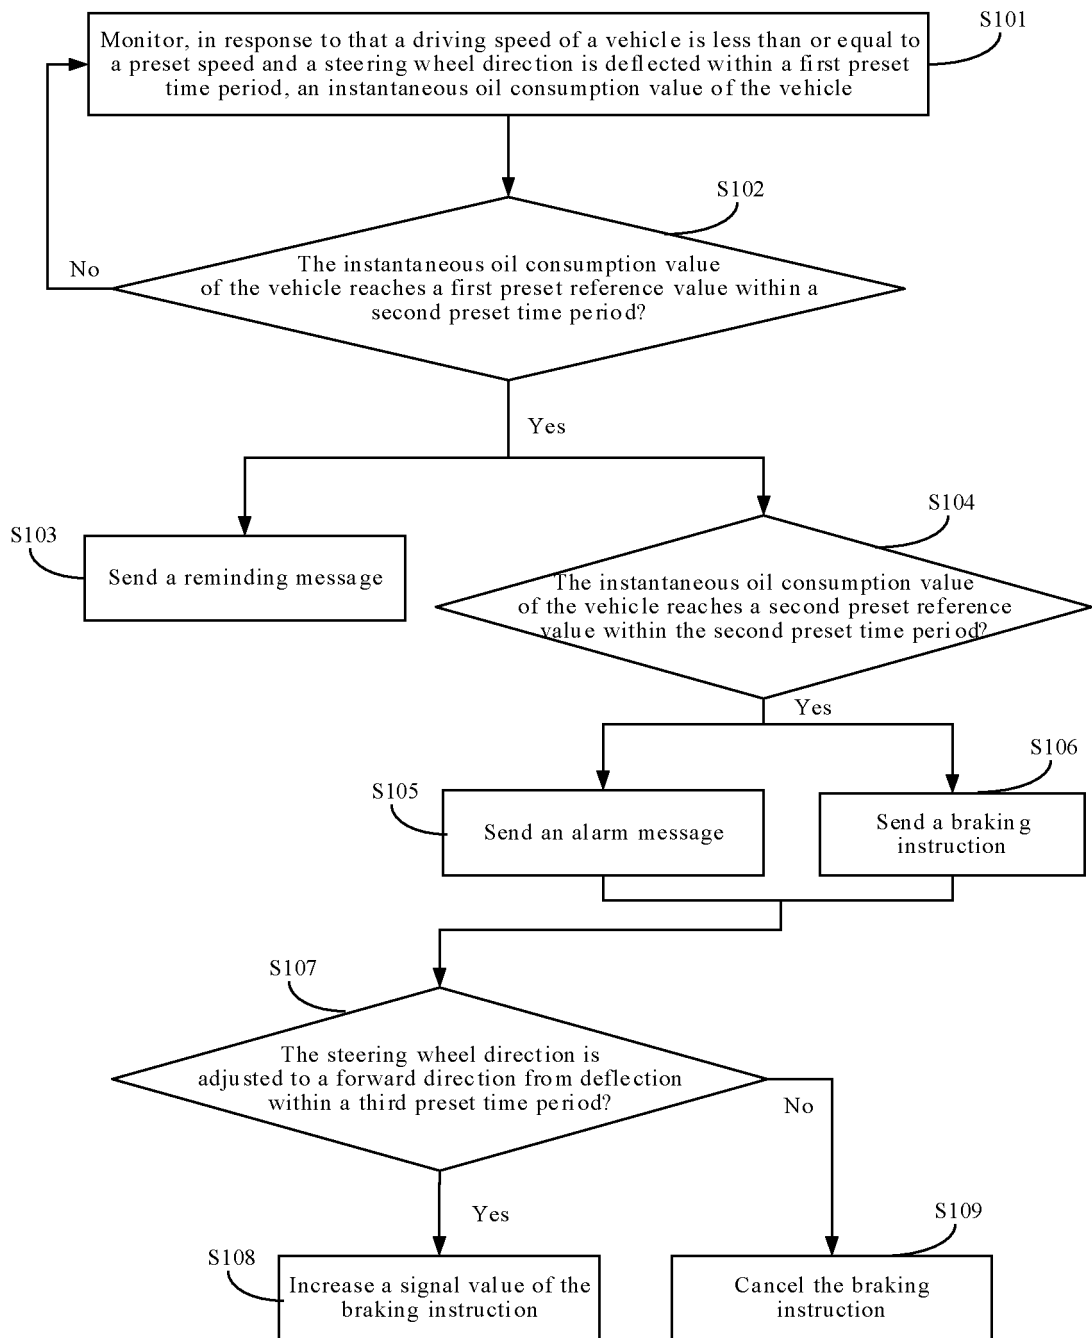 S101
Monitor, in response to that a driving speed of a vehicle is less than or equal to
a preset speed and a steering wheel direction is deflected within a first preset
time period, an instantaneous oil consumption value of the vehicle
S102
No
The instantaneous oil consumption value
of the vehicle reaches a first preset reference value within a
second preset time period?
Yes
S103
Send a reminding message
S104
The instantaneous oil consumption value
of the vehicle reaches a second preset reference
value within the second preset time period?
Yes
S105
Send an alarm message
S106
Send a braking
instruction
S107
The steering wheel direction is
adjusted to a forward direction from deflection
within a third preset time period?
No
Yes
S108
Increase a signal value of the
braking instruction
S109
Cancel the braking
instruction